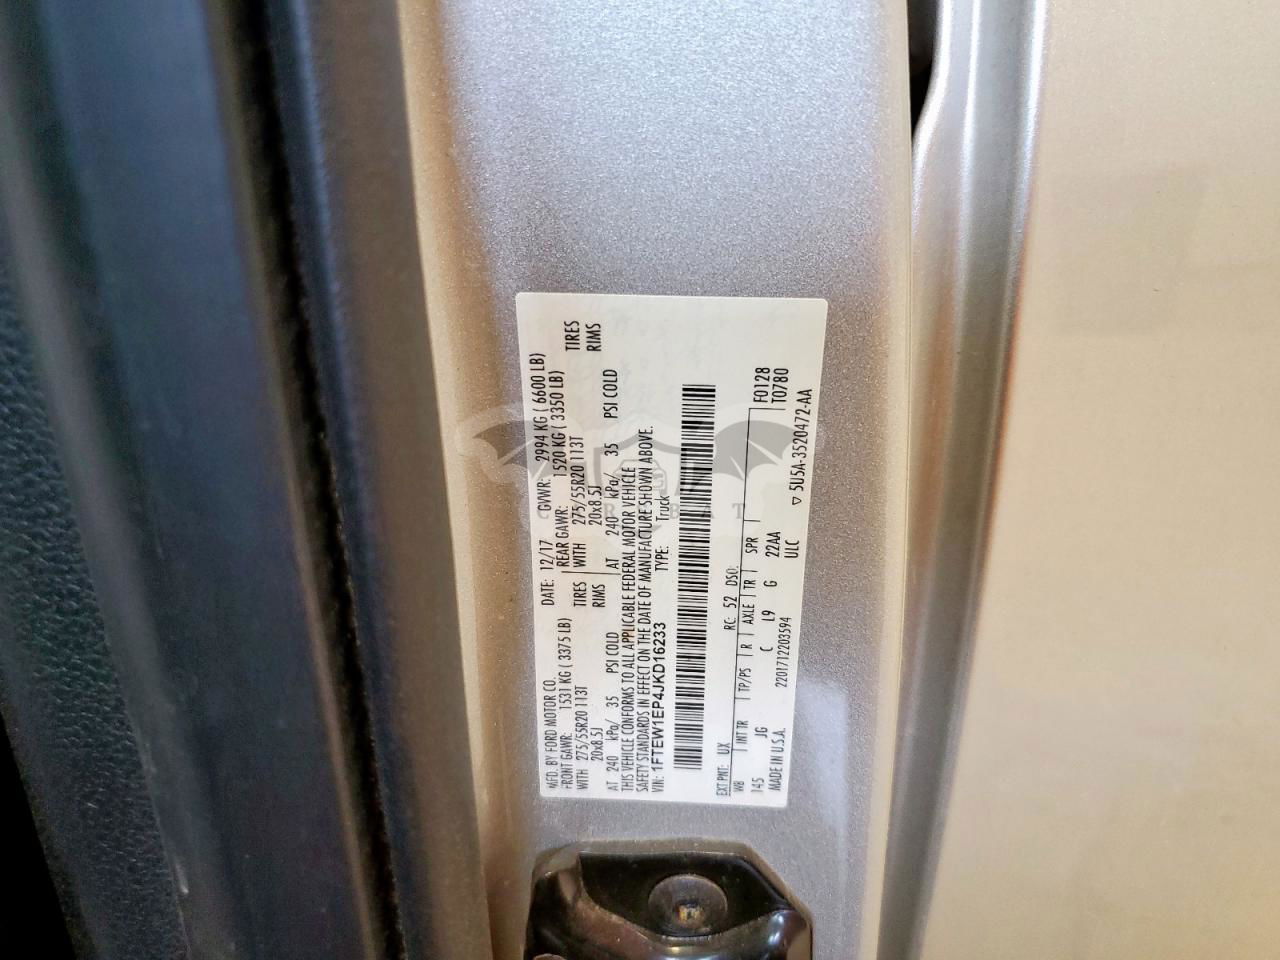 MFD. BY FORD MOTOR CO.
DATE: 12/17 GVWR: 2994 KG ( 6600 LB)
FRONT GAWR: 1531 KG ( 3375 LB) REAR GAWR: 1520 KG ( 3350 LB)
WITH 275/55R20 113T TIRES WITH 275/55R20 113T TIRES
20x8.5J RIMS 20x8.5J RIMS
AT 240 kPa/ 35 PSI COLD AT 240 kPa/ 35 PSI COLD
THIS VEHICLE CONFORMS TO ALL APPLICABLE FEDERAL MOTOR VEHICLE
SAFETY STANDARDS IN EFFECT ON THE DATE OF MANUFACTURE SHOWN ABOVE.
VIN: 1FTEW1EP4JKD16233 TYPE: Truck
EXT PNT: UX RC: 52 DSO: F0128
WB INT TR TP/PS R AXLE TR SPR T0780
145 JG C L9 G 22AA
MADE IN U.S.A. 2201712203594 ULC 5U5A-3520472-AA